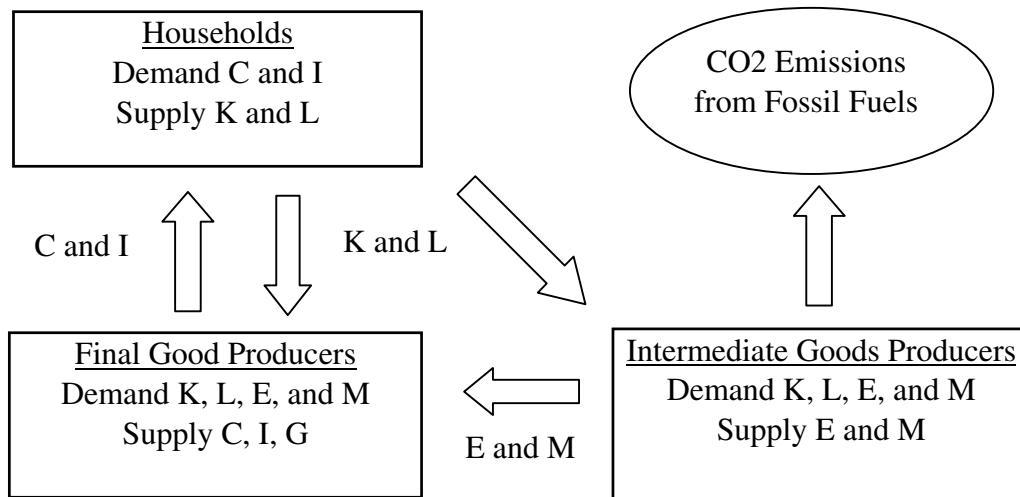 Households
Demand C and I
Supply K and L
CO2 Emissions
from Fossil Fuels
C and I
K and L
Final Good Producers
Demand K, L, E, and M
Supply C, I, G
E and M
Intermediate Goods Producers
Demand K, L, E, and M
Supply E and M